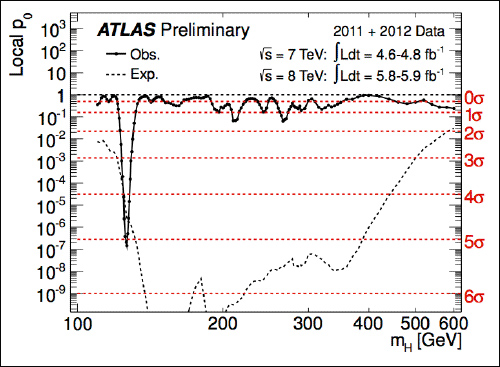 ATLAS Preliminary
2011 + 2012 Data
Obs.
Exp.
√s = 7 TeV: ∫Ldt = 4.6-4.8 fb⁻¹
√s = 8 TeV: ∫Ldt = 5.8-5.9 fb⁻¹
Local p₀
10³
10²
10
1
10⁻¹
10⁻²
10⁻³
10⁻⁴
10⁻⁵
10⁻⁶
10⁻⁷
10⁻⁸
10⁻⁹
0σ
1σ
2σ
3σ
4σ
5σ
6σ
100 200 300 400 500 600
m_H [GeV]